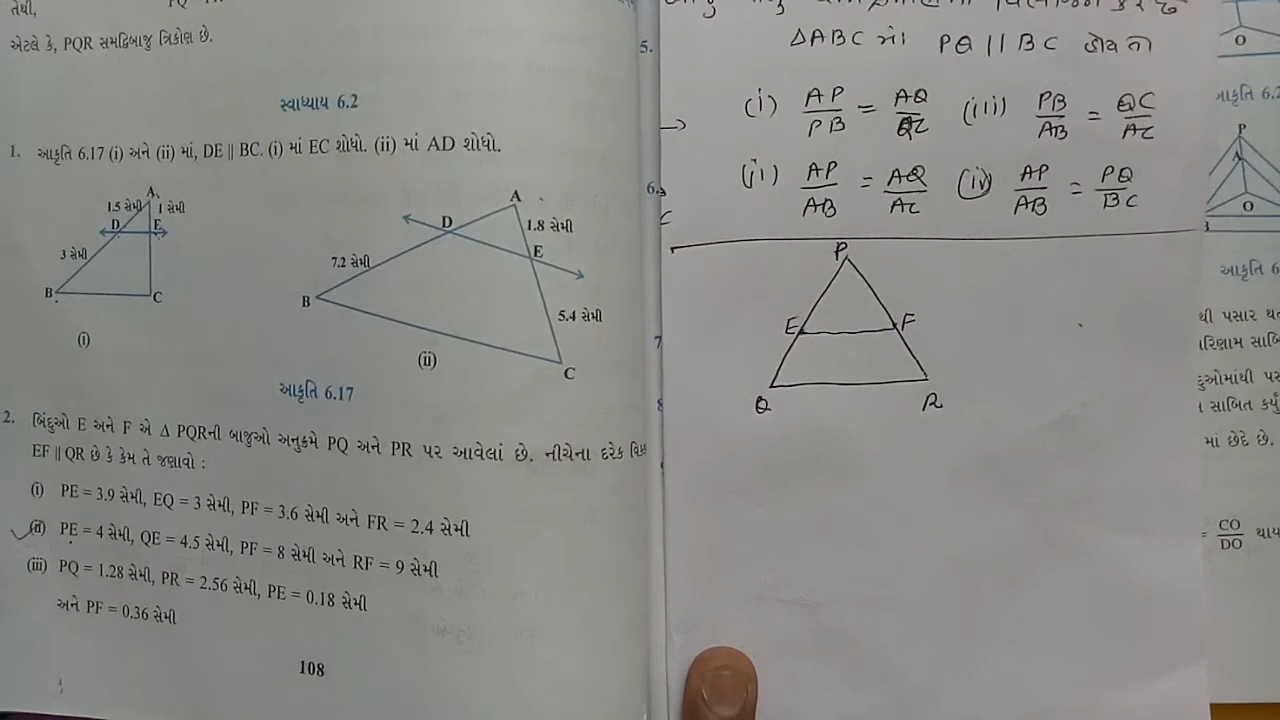 તેથી,
એટલે કે, PQR સમદ્વિબાજુ ત્રિકોણ છે.
સ્વાધ્યાય 6.2
1. આકૃતિ 6.17 (i) અને (ii) માં, DE || BC. (i) માં EC શોધો. (ii) માં AD શોધો.
A
1.5 સેમી 1 સેમી
D E
3 સેમી
B C
(i)
A
D 1.8 સેમી
7.2 સેમી E
B 5.4 સેમી
C
(ii)
આકૃતિ 6.17
2. બિંદુઓ E અને F એ Δ PQRની બાજુઓ અનુક્રમે PQ અને PR પર આવેલાં છે. નીચેના દરેક
EF || QR છે કે કેમ તે જણાવો :
(i) PE = 3.9 સેમી, EQ = 3 સેમી, PF = 3.6 સેમી અને FR = 2.4 સેમી
(ii) PE = 4 સેમી, QE = 4.5 સેમી, PF = 8 સેમી અને RF = 9 સેમી
(iii) PQ = 1.28 સેમી, PR = 2.56 સેમી, PE = 0.18 સેમી
અને PF = 0.36 સેમી
108
5.
6.
7
8
ΔABC માં PQ || BC હોય તો
(i) AP/PB = AQ/QC (iii) PB/AB = QC/AC
(ii) AP/AB = AQ/AC (iv) AP/AB = PQ/BC
P
E F
Q R
O
P
A
O
આકૃતિ 6
માં છેદે છે.
= CO/DO થાય